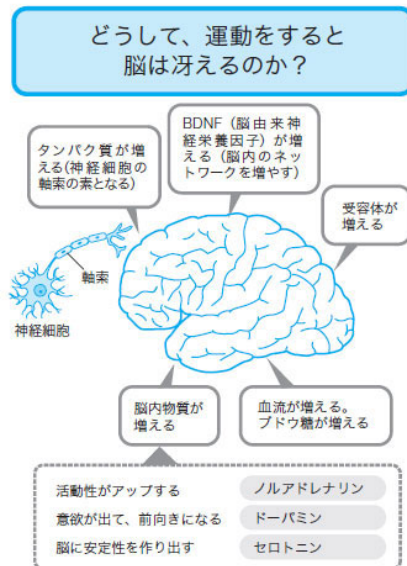 どうして、運動をすると
脳は冴えるのか？
BDNF（脳由来神
経栄養因子）が増
える（脳内のネッ
トワークを増やす）
タンパク質が増
える(神経細胞の
軸索の素となる)
受容体が
増える
軸索
神経細胞
脳内物質が
増える
血流が増える。
ブドウ糖が増える
活動性がアップする　ノルアドレナリン
意欲が出て、前向きになる　ドーパミン
脳に安定性を作り出す　セロトニン